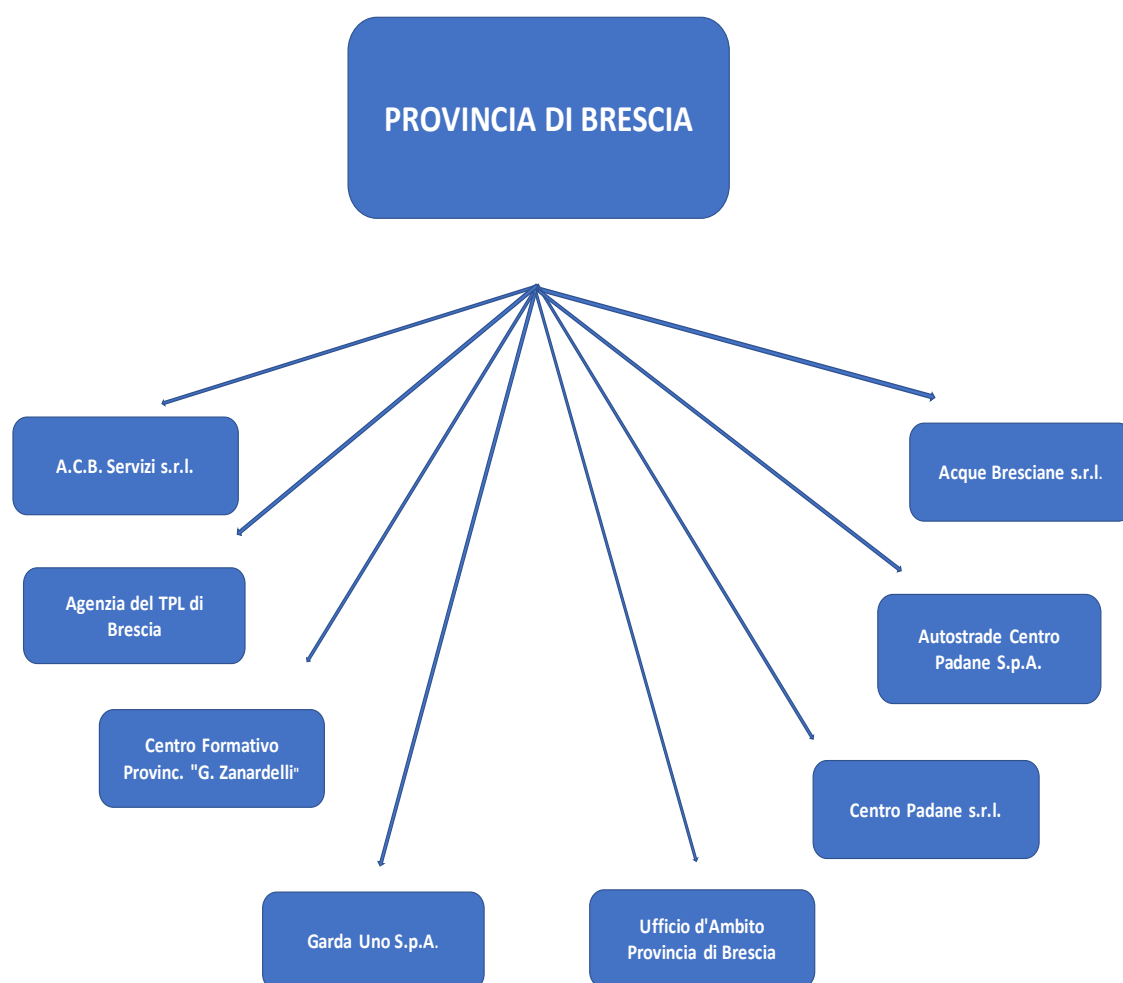 PROVINCIA DI BRESCIA
A.C.B. Servizi s.r.l.
Acque Bresciane s.r.l.
Agenzia del TPL di
Brescia
Autostrade Centro
Padane S.p.A.
Centro Formativo
Provinc. "G. Zanardelli"
Centro Padane s.r.l.
Garda Uno S.p.A.
Ufficio d'Ambito
Provincia di Brescia